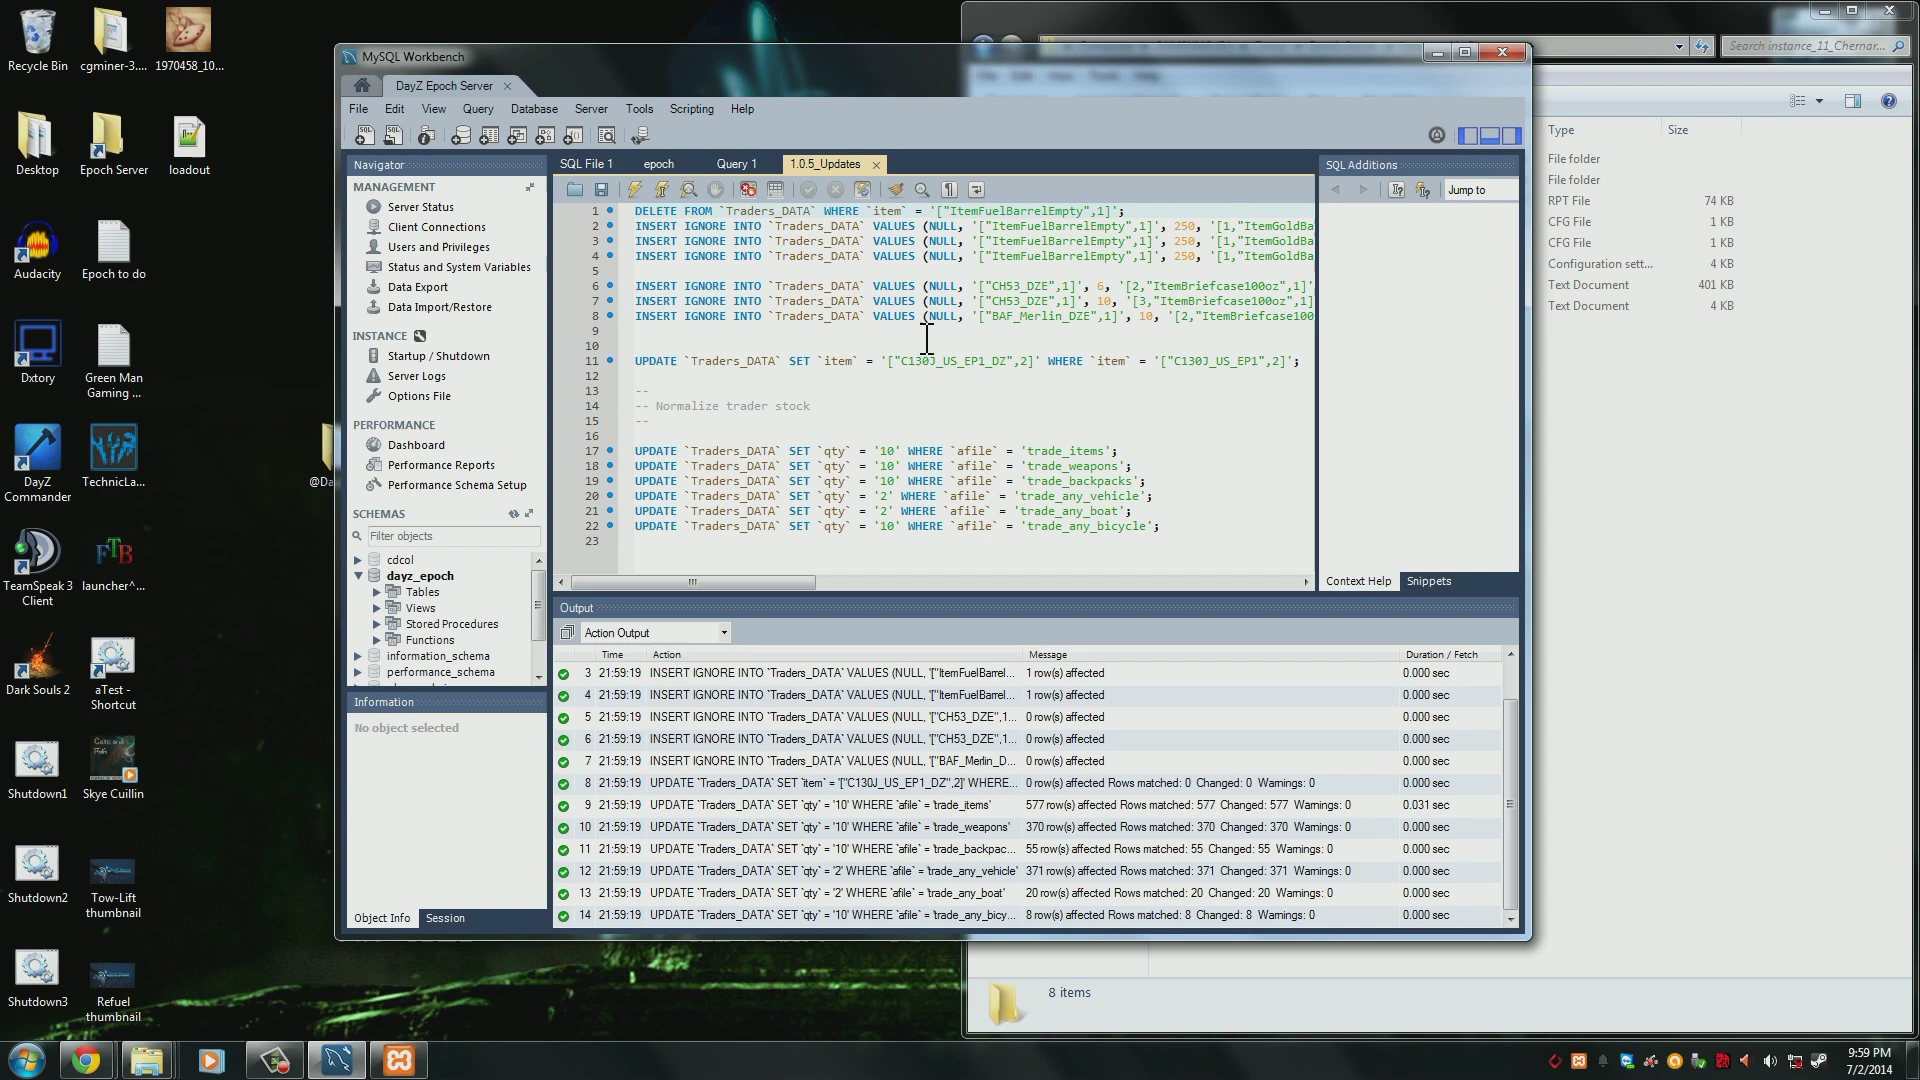 Recycle Bin
cgminer-3....
1970458_10...
Desktop
Epoch Server
loadout
Audacity
Epoch to do
Dxtory
Green Man
Gaming ...
DayZ
Commander
TechnicLa...
@Da
TeamSpeak 3
Client
launcher^...
Dark Souls 2
aTest -
Shortcut
Shutdown1
Skye Cuillin
Shutdown2
Tow-Lift
thumbnail
Shutdown3
Refuel
thumbnail
MySQL Workbench
DayZ Epoch Server
File Edit View Query Database Server Tools Scripting Help
Navigator
MANAGEMENT
Server Status
Client Connections
Users and Privileges
Status and System Variables
Data Export
Data Import/Restore
INSTANCE
Startup / Shutdown
Server Logs
Options File
PERFORMANCE
Dashboard
Performance Reports
Performance Schema Setup
SCHEMAS
Filter objects
cdcol
dayz_epoch
Tables
Views
Stored Procedures
Functions
information_schema
performance_schema
Information
No object selected
Object Info Session
SQL File 1 epoch Query 1 1.0.5_Updates
1 DELETE FROM `Traders_DATA` WHERE `item` = '["ItemFuelBarrelEmpty",1]';
2 INSERT IGNORE INTO `Traders_DATA` VALUES (NULL, '["ItemFuelBarrelEmpty",1]', 250, '[1,"ItemGoldBa
3 INSERT IGNORE INTO `Traders_DATA` VALUES (NULL, '["ItemFuelBarrelEmpty",1]', 250, '[1,"ItemGoldBa
4 INSERT IGNORE INTO `Traders_DATA` VALUES (NULL, '["ItemFuelBarrelEmpty",1]', 250, '[1,"ItemGoldBa
5
6 INSERT IGNORE INTO `Traders_DATA` VALUES (NULL, '["CH53_DZE",1]', 6, '[2,"ItemBriefcase100oz",1]'
7 INSERT IGNORE INTO `Traders_DATA` VALUES (NULL, '["CH53_DZE",1]', 10, '[3,"ItemBriefcase100oz",1]
8 INSERT IGNORE INTO `Traders_DATA` VALUES (NULL, '["BAF_Merlin_DZE",1]', 10, '[2,"ItemBriefcase100
9
10
11 UPDATE `Traders_DATA` SET `item` = '["C130J_US_EP1_DZ",2]' WHERE `item` = '["C130J_US_EP1",2]';
12
13 --
14 -- Normalize trader stock
15 --
16
17 UPDATE `Traders_DATA` SET `qty` = '10' WHERE `afile` = 'trade_items';
18 UPDATE `Traders_DATA` SET `qty` = '10' WHERE `afile` = 'trade_weapons';
19 UPDATE `Traders_DATA` SET `qty` = '10' WHERE `afile` = 'trade_backpacks';
20 UPDATE `Traders_DATA` SET `qty` = '2' WHERE `afile` = 'trade_any_vehicle';
21 UPDATE `Traders_DATA` SET `qty` = '2' WHERE `afile` = 'trade_any_boat';
22 UPDATE `Traders_DATA` SET `qty` = '10' WHERE `afile` = 'trade_any_bicycle';
23
SQL Additions
Jump to
Context Help Snippets
Output
Action Output
Time Action Message Duration / Fetch
3 21:59:19 INSERT IGNORE INTO `Traders_DATA` VALUES (NULL, '["ItemFuelBarrel... 1 row(s) affected 0.000 sec
4 21:59:19 INSERT IGNORE INTO `Traders_DATA` VALUES (NULL, '["ItemFuelBarrel... 1 row(s) affected 0.000 sec
5 21:59:19 INSERT IGNORE INTO `Traders_DATA` VALUES (NULL, '["CH53_DZE",1... 0 row(s) affected 0.000 sec
6 21:59:19 INSERT IGNORE INTO `Traders_DATA` VALUES (NULL, '["CH53_DZE",1... 0 row(s) affected 0.000 sec
7 21:59:19 INSERT IGNORE INTO `Traders_DATA` VALUES (NULL, '["BAF_Merlin_D... 0 row(s) affected 0.000 sec
8 21:59:19 UPDATE `Traders_DATA` SET `item` = '["C130J_US_EP1_DZ",2]' WHERE... 0 row(s) affected Rows matched: 0 Changed: 0 Warnings: 0 0.000 sec
9 21:59:19 UPDATE `Traders_DATA` SET `qty` = '10' WHERE `afile` = 'trade_items' 577 row(s) affected Rows matched: 577 Changed: 577 Warnings: 0 0.031 sec
10 21:59:19 UPDATE `Traders_DATA` SET `qty` = '10' WHERE `afile` = 'trade_weapons' 370 row(s) affected Rows matched: 370 Changed: 370 Warnings: 0 0.000 sec
11 21:59:19 UPDATE `Traders_DATA` SET `qty` = '10' WHERE `afile` = 'trade_backpac... 55 row(s) affected Rows matched: 55 Changed: 55 Warnings: 0 0.000 sec
12 21:59:19 UPDATE `Traders_DATA` SET `qty` = '2' WHERE `afile` = 'trade_any_vehicle' 371 row(s) affected Rows matched: 371 Changed: 371 Warnings: 0 0.000 sec
13 21:59:19 UPDATE `Traders_DATA` SET `qty` = '2' WHERE `afile` = 'trade_any_boat' 20 row(s) affected Rows matched: 20 Changed: 20 Warnings: 0 0.000 sec
14 21:59:19 UPDATE `Traders_DATA` SET `qty` = '10' WHERE `afile` = 'trade_any_bicy... 8 row(s) affected Rows matched: 8 Changed: 8 Warnings: 0 0.000 sec
Search instance_11_Chernar...
File Edit View Tools Help
Type Size
File folder
File folder
RPT File 74 KB
CFG File 1 KB
CFG File 1 KB
Configuration sett... 4 KB
Text Document 401 KB
Text Document 4 KB
8 items
9:59 PM
7/2/2014